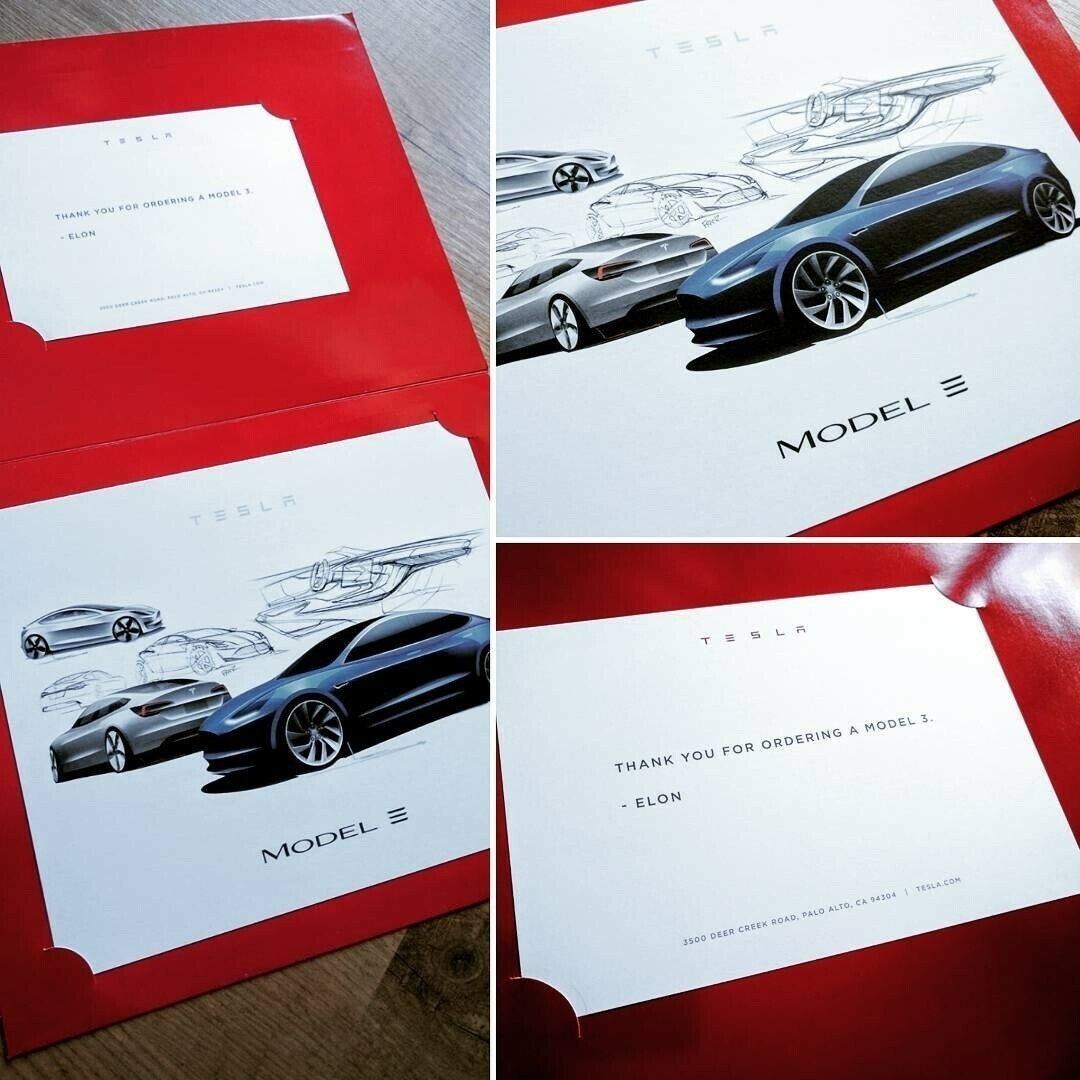 TESLA
THANK YOU FOR ORDERING A MODEL 3.
- ELON
3500 DEER CREEK ROAD, PALO ALTO, CA 94304 | TESLA.COM
TESLA
FRANZ
MODEL ☰
TESLA
FRANZ
MODEL ☰
TESLA
THANK YOU FOR ORDERING A MODEL 3.
- ELON
3500 DEER CREEK ROAD, PALO ALTO, CA 94304 | TESLA.COM